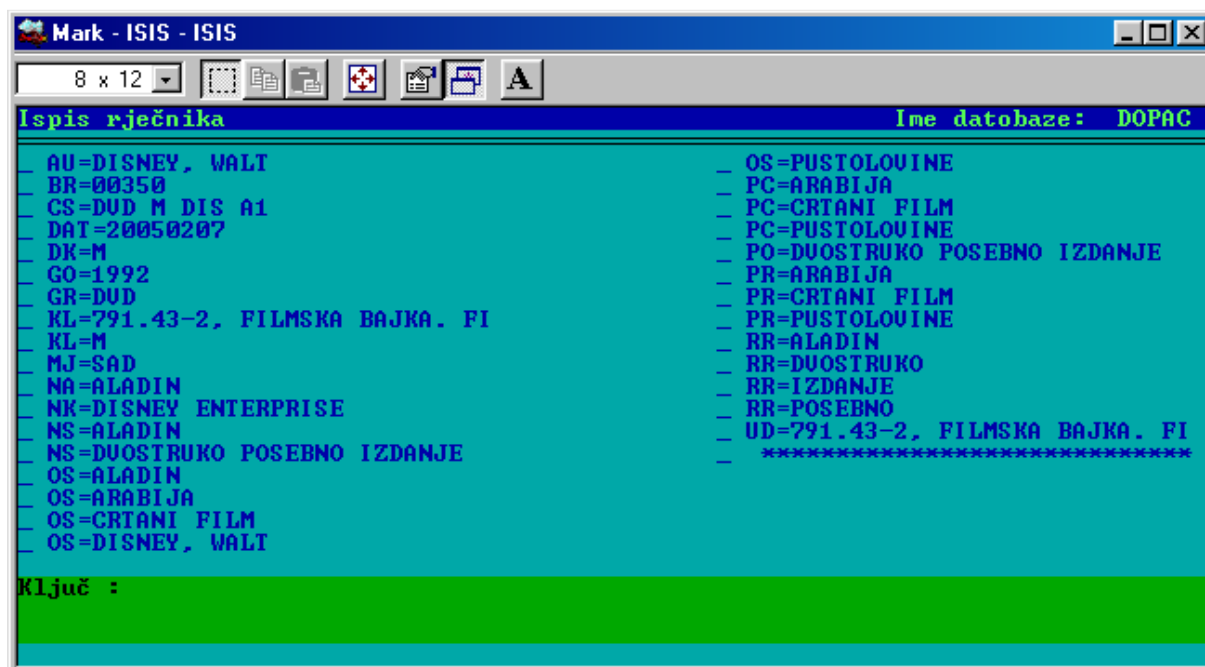 Mark - ISIS - ISIS
8 x 12
A
Ispis rječnika Ime datobaze: DOPAC
_ AU=DISNEY, WALT
_ BR=00350
_ CS=DVD M DIS A1
_ DAT=20050207
_ DK=M
_ GO=1992
_ GR=DVD
_ KL=791.43-2, FILMSKA BAJKA. FI
_ KL=M
_ MJ=SAD
_ NA=ALADIN
_ NK=DISNEY ENTERPRISE
_ NS=ALADIN
_ NS=DVOSTRUKO POSEBNO IZDANJE
_ OS=ALADIN
_ OS=ARABIJA
_ OS=CRTANI FILM
_ OS=DISNEY, WALT
_ OS=PUSTOLOVINE
_ PC=ARABIJA
_ PC=CRTANI FILM
_ PC=PUSTOLOVINE
_ PO=DVOSTRUKO POSEBNO IZDANJE
_ PR=ARABIJA
_ PR=CRTANI FILM
_ PR=PUSTOLOVINE
_ RR=ALADIN
_ RR=DVOSTRUKO
_ RR=IZDANJE
_ RR=POSEBNO
_ UD=791.43-2, FILMSKA BAJKA. FI
_ *****************************
Ključ :